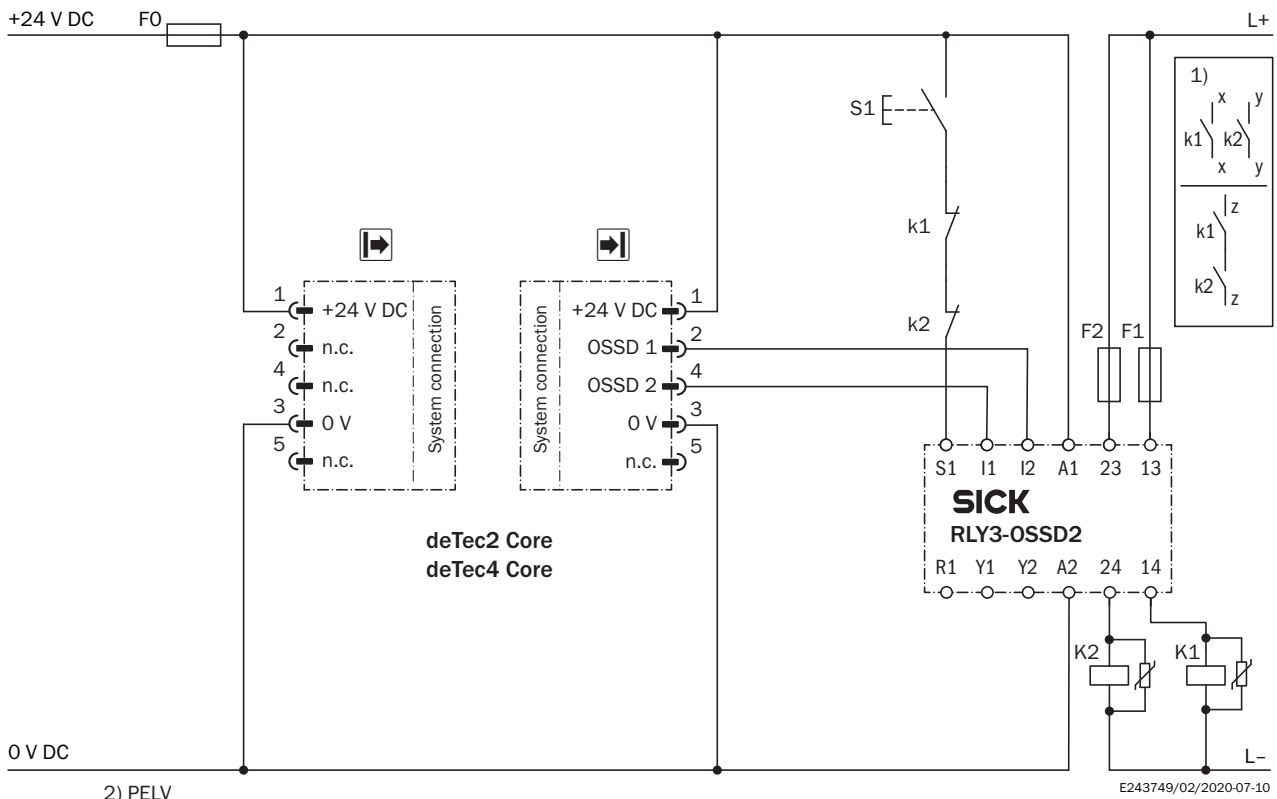 +24 V DC
F0
L+
1)
x
y
k1
k2
x
y
z
k1
k2
z
S1
k1
k2
F2
F1
1
+24 V DC
2
n.c.
4
n.c.
3
0 V
5
n.c.
System connection
System connection
+24 V DC
1
OSSD 1
2
OSSD 2
4
0 V
3
n.c.
5
deTec2 Core
deTec4 Core
S1 I1 I2 A1 23 13
SICK
RLY3-OSSD2
R1 Y1 Y2 A2 24 14
K2
K1
0 V DC
L–
2) PELV
E243749/02/2020-07-10